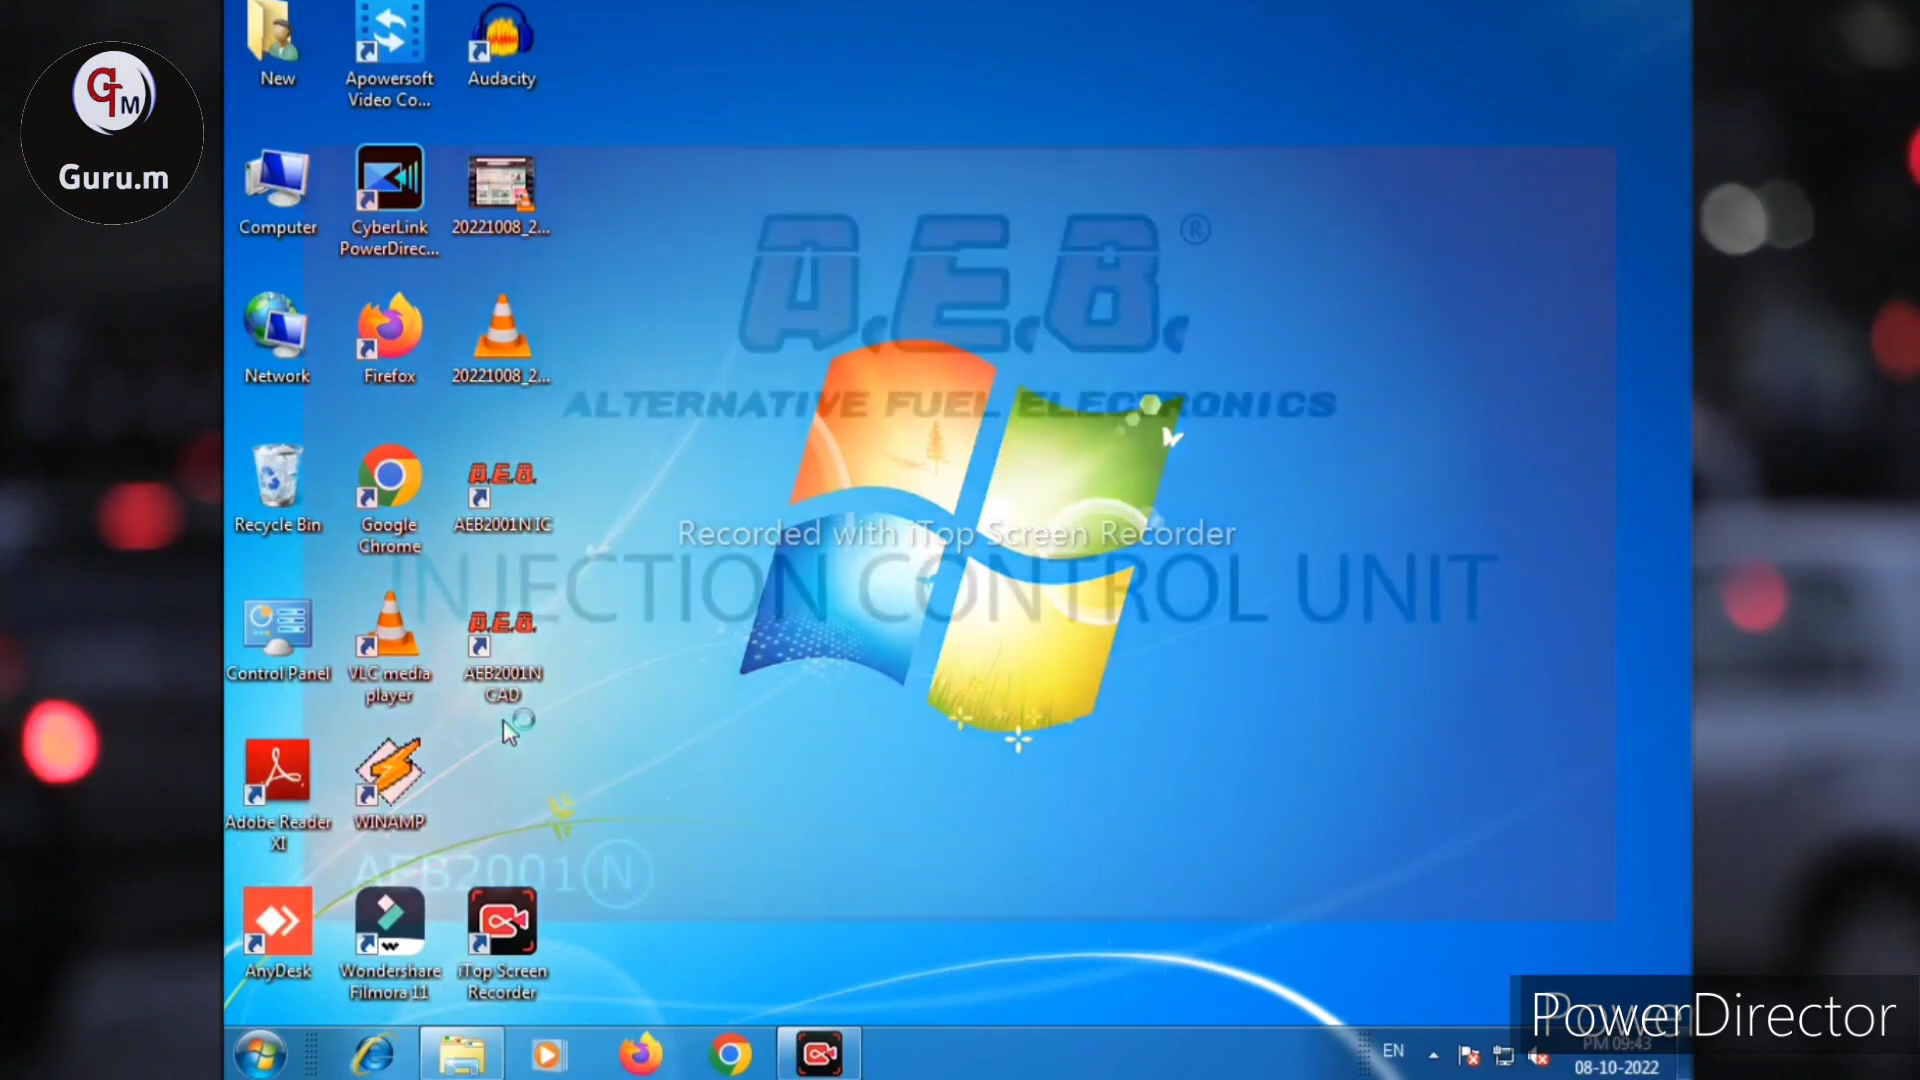 GTM
Guru.m
New
Apowersoft
Video Co...
Audacity
Computer
CyberLink
PowerDirec...
20221008_2...
Network
Firefox
20221008_2...
Recycle Bin
Google
Chrome
A.E.B.
AEB2001N IC
Control Panel
VLC media
player
A.E.B.
AEB2001N
CAD
Adobe Reader
XI
WINAMP
AnyDesk
Wondershare
Filmora 11
iTop Screen
Recorder
A.E.B. ®
ALTERNATIVE FUEL ELECTRONICS
Recorded with iTop Screen Recorder
INJECTION CONTROL UNIT
AEB2001 N
PowerDirector
EN
PM 09:43
08-10-2022